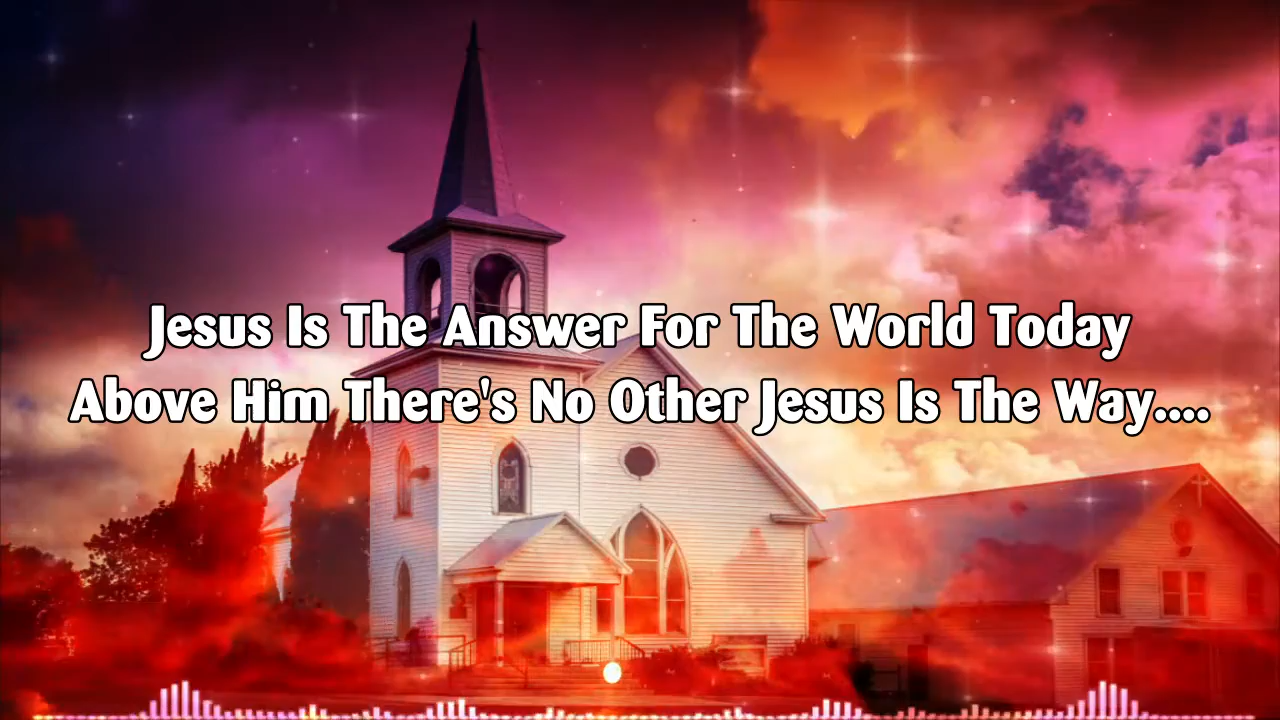 Jesus Is The Answer For The World Today
Above Him There's No Other Jesus Is The Way....